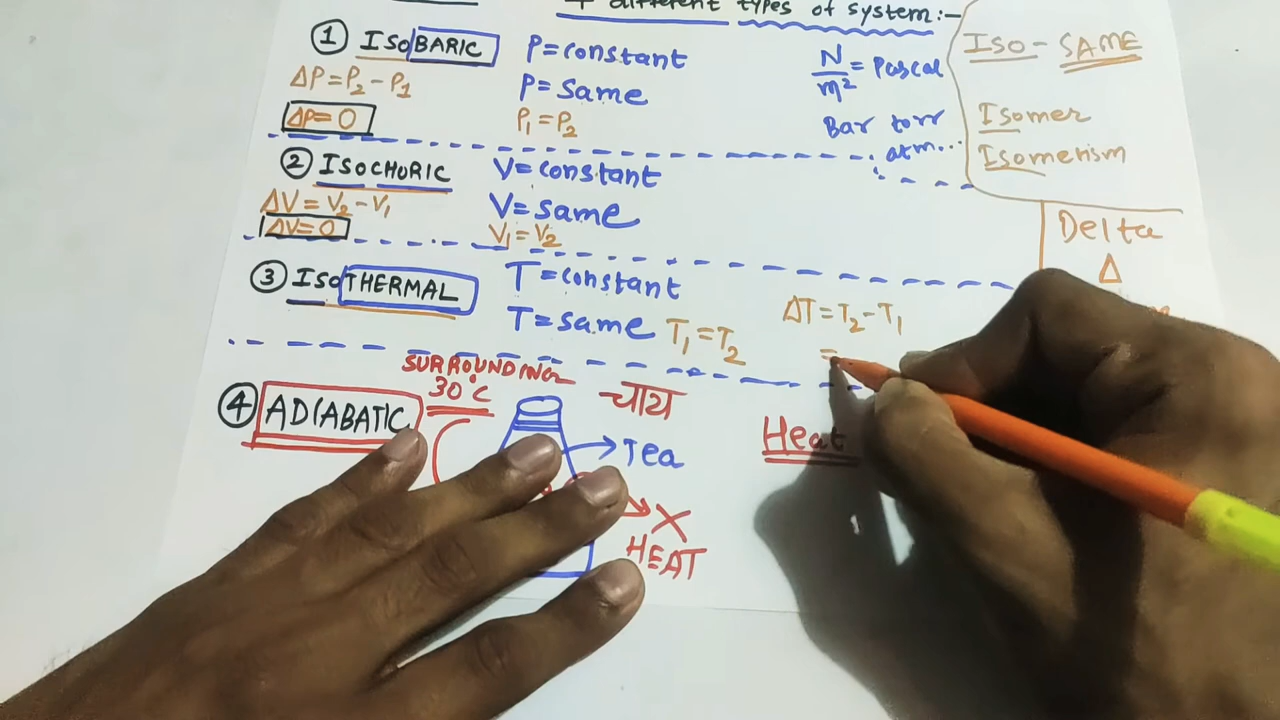 4 different types of system:-
① ISOBARIC P=constant N/m² = Pascal
ΔP = P₂ - P₁ P=Same
ΔP=0 P₁ = P₂ Bar torr atm...
ISO - SAME
Isomer
Isomerism
② ISOCHORIC V=constant
ΔV = V₂ - V₁ V=Same
ΔV=0 V₁ = V₂
Delta
Δ
③ ISOTHERMAL T=constant ΔT = T₂ - T₁
T=same T₁ = T₂ =
SURROUNDING
④ ADIABATIC 30°C चाय
Tea Heat
X
HEAT